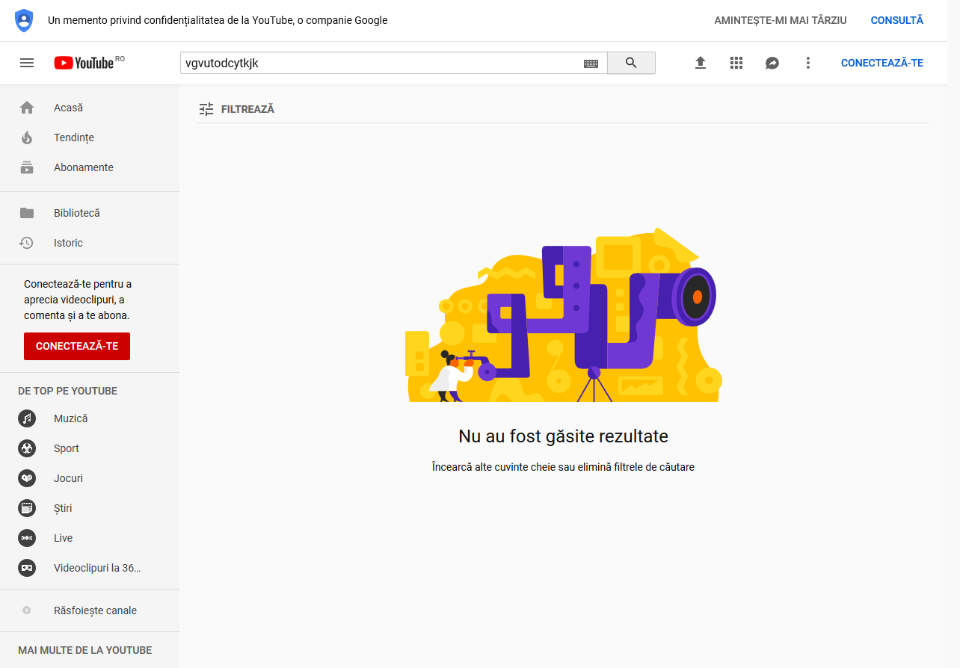 Un memento privind confidențialitatea de la YouTube, o companie Google
AMINTEȘTE-MI MAI TÂRZIU
CONSULTĂ
YouTube RO
vgvutodcytkjk
CONECTEAZĂ-TE
Acasă
Tendințe
Abonamente
Bibliotecă
Istoric
Conectează-te pentru a
aprecia videoclipuri, a
comenta și a te abona.
CONECTEAZĂ-TE
DE TOP PE YOUTUBE
Muzică
Sport
Jocuri
Știri
Live
Videoclipuri la 36...
Răsfoiește canale
MAI MULTE DE LA YOUTUBE
FILTREAZĂ
Nu au fost găsite rezultate
Încearcă alte cuvinte cheie sau elimină filtrele de căutare